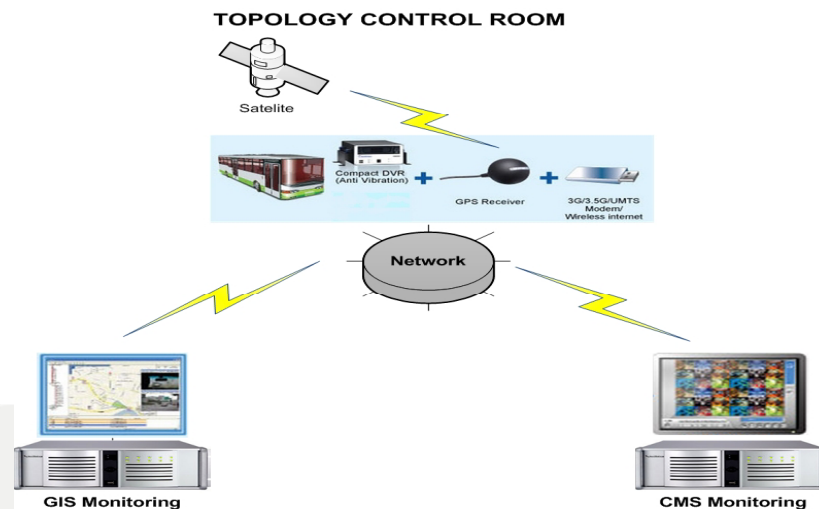 TOPOLOGY CONTROL ROOM
Satelite
Compact DVR
(Anti Vibration)
GPS Receiver
3G/3.5G/UMTS
Modem/
Wireless internet
Network
GIS Monitoring
CMS Monitoring